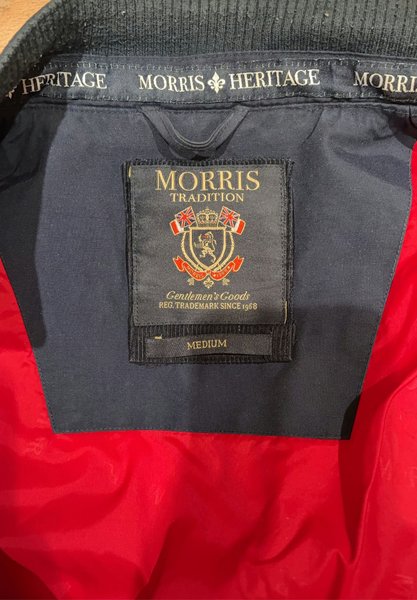 HERITAGE MORRIS ⚜ HERITAGE MORRIS
MORRIS
TRADITION
Gentlemen's Goods
REG. TRADEMARK SINCE 1968
MEDIUM